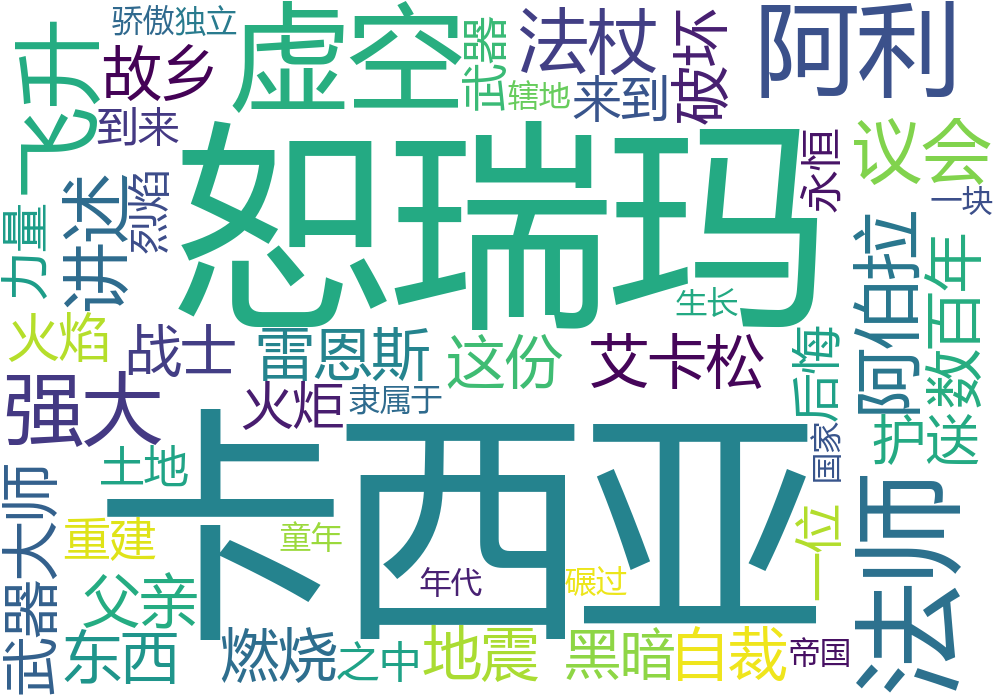 骄傲独立
虚空
武器
法杖
破坏
阿利
飞升
故乡
辖地
来到
到来
恕瑞玛
永恒
议会
一块
力量
讲述
烈焰
阿伯拉
数百年
生长
火焰
战士
雷恩斯
这份
艾卡松
后悔
强大
火炬
隶属于
护送
卡西亚
国家
土地
武器大师
重建
童年
一位
法师
年代
碾过
父亲
东西
燃烧
之中
地震
黑暗
自裁
帝国